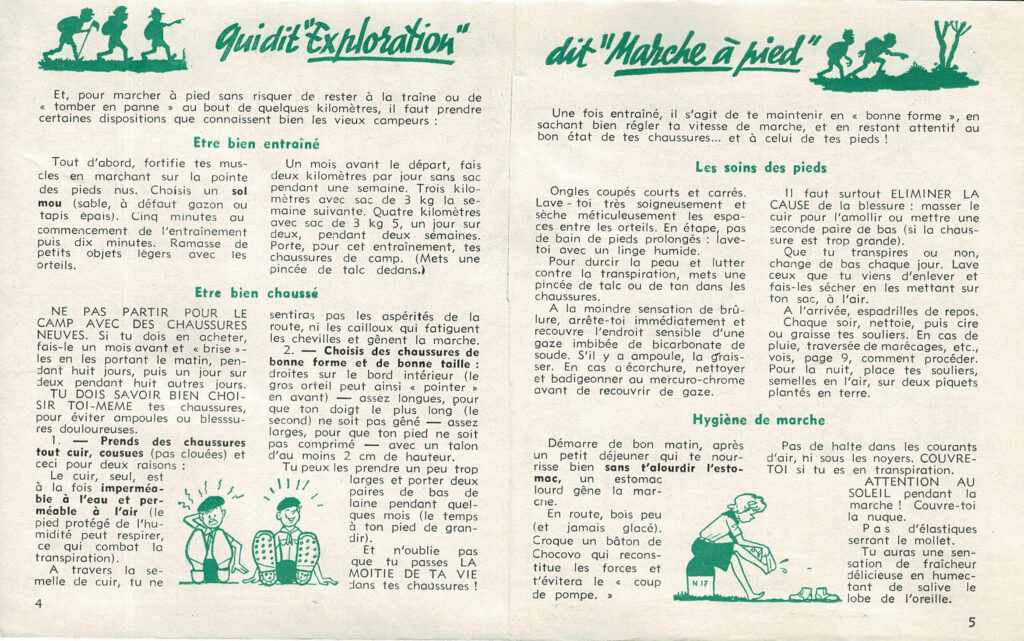 Qui dit "Exploration"
Et, pour marcher à pied sans risquer de rester à la traîne ou de
« tomber en panne » au bout de quelques kilomètres, il faut prendre
certaines dispositions que connaissent bien les vieux campeurs :
Etre bien entraîné
Tout d'abord, fortifie tes mus-
cles en marchant sur la pointe
des pieds nus. Choisis un sol
mou (sable, à défaut gazon ou
tapis épais). Cinq minutes au
commencement de l'entraînement
puis dix minutes. Ramasse de
petits objets légers avec les
orteils.
Un mois avant le départ, fais
deux kilomètres par jour sans sac
pendant une semaine. Trois kilo-
mètres avec sac de 3 kg la se-
maine suivante. Quatre kilomètres
avec sac de 3 kg 5, un jour sur
deux, pendant deux semaines.
Porte, pour cet entraînement, tes
chaussures de camp. (Mets une
pincée de talc dedans.)
Etre bien chaussé
NE PAS PARTIR POUR LE
CAMP AVEC DES CHAUSSURES
NEUVES. Si tu dois en acheter,
fais-le un mois avant et « brise »-
les en les portant le matin, pen-
dant huit jours, puis un jour sur
deux pendant huit autres jours.
TU DOIS SAVOIR BIEN CHOI-
SIR TOI-MEME tes chaussures,
pour éviter ampoules ou blesssu-
res douloureuses.
1. — Prends des chaussures
tout cuir, cousues (pas clouées) et
ceci pour deux raisons :
Le cuir, seul, est
à la fois imperméa-
ble à l'eau et per-
méable à l'air (le
pied protégé de l'hu-
midité peut respirer,
ce qui combat la
transpiration).
A travers la se-
melle de cuir, tu ne
sentiras pas les aspérités de la
route, ni les cailloux qui fatiguent
les chevilles et gênent la marche.
2. — Choisis des chaussures de
bonne forme et de bonne taille :
droites sur le bord intérieur (le
gros orteil peut ainsi « pointer »
en avant) — assez longues, pour
que ton doigt le plus long (le
second) ne soit pas gêné — assez
larges, pour que ton pied ne soit
pas comprimé — avec un talon
d'au moins 2 cm de hauteur.
Tu peux les prendre un peu trop
larges et porter deux
paires de bas de
laine pendant quel-
ques mois (le temps
à ton pied de gran-
dir).
Et n'oublie pas
que tu passes LA
MOITIE DE TA VIE
dans tes chaussures !
4
dit "Marche à pied"
Une fois entraîné, il s'agit de te maintenir en « bonne forme », en
sachant bien régler ta vitesse de marche, et en restant attentif au
bon état de tes chaussures... et à celui de tes pieds !
Les soins des pieds
Ongles coupés courts et carrés.
Lave-toi très soigneusement et
sèche méticuleusement les espa-
ces entre les orteils. En étape, pas
de bain de pieds prolongés : lave-
toi avec un linge humide.
Pour durcir la peau et lutter
contre la transpiration, mets une
pincée de talc ou de tan dans les
chaussures.
A la moindre sensation de brû-
lure, arrête-toi immédiatement et
recouvre l'endroit sensible d'une
gaze imbibée de bicarbonate de
soude. S'il y a ampoule, la grais-
ser. En cas a écorchure, nettoyer
et badigeonner au mercuro-chrome
avant de recouvrir de gaze.
Il faut surtout ELIMINER LA
CAUSE de la blessure : masser le
cuir pour l'amollir ou mettre une
seconde paire de bas (si la chaus-
sure est trop grande).
Que tu transpires ou non,
change de bas chaque jour. Lave
ceux que tu viens d'enlever et
fais-les sécher en les mettant sur
ton sac, à l'air.
A l'arrivée, espadrilles de repos.
Chaque soir, nettoie, puis cire
ou graisse tes souliers. En cas de
pluie, traversée de marécages, etc.,
vois, page 9, comment procéder.
Pour la nuit, place tes souliers,
semelles en l'air, sur deux piquets
plantés en terre.
Hygiène de marche
Démarre de bon matin, après
un petit déjeuner qui te nour-
risse bien sans t'alourdir l'esto-
mac, un estomac
lourd gêne la mar-
che.
En route, bois peu
(et jamais glacé).
Croque un bâton de
Chocovo qui recons-
titue les forces et
t'évitera le « coup
de pompe. »
N 17
Pas de halte dans les courants
d'air, ni sous les noyers. COUVRE-
TOI si tu es en transpiration.
ATTENTION AU
SOLEIL pendant la
marche ! Couvre-toi
la nuque.
Pas d'élastiques
serrant le mollet.
Tu auras une sen-
sation de fraîcheur
délicieuse en humec-
tant de salive le
lobe de l'oreille.
5